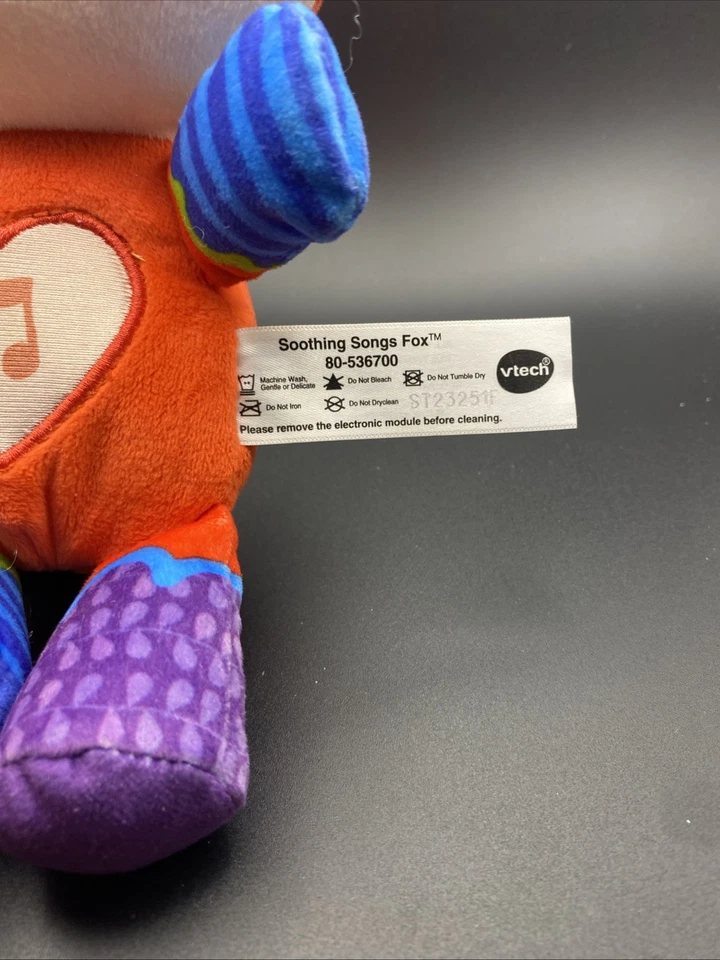 Soothing Songs Fox™
80-536700
Machine Wash, Gentle or Delicate
Do Not Bleach
Do Not Tumble Dry
vtech®
Do Not Iron
Do Not Dryclean
Please remove the electronic module before cleaning.